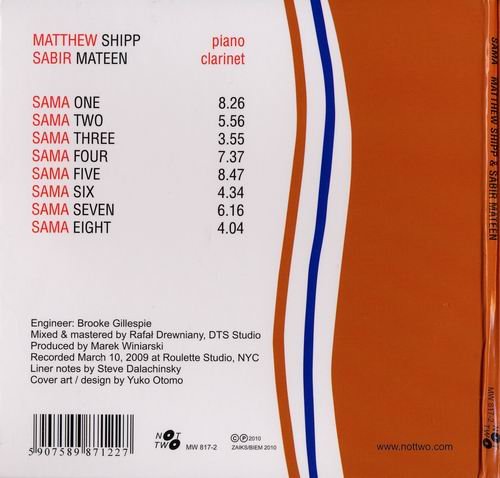 MATTHEW SHIPP piano
SABIR MATEEN clarinet
SAMA ONE 8.26
SAMA TWO 5.56
SAMA THREE 3.55
SAMA FOUR 7.37
SAMA FIVE 8.47
SAMA SIX 4.34
SAMA SEVEN 6.16
SAMA EIGHT 4.04
Engineer: Brooke Gillespie
Mixed & mastered by Rafał Drewniany, DTS Studio
Produced by Marek Winiarski
Recorded March 10, 2009 at Roulette Studio, NYC
Liner notes by Steve Dalachinsky
Cover art / design by Yuko Otomo
5 907589 871227
NOT
TWO
MW 817-2
©℗2010
ZAIKS/BIEM 2010
www.nottwo.com
SAMA MATTHEW SHIPP & SABIR MATEEN
MW 817-2
NOT
TWO